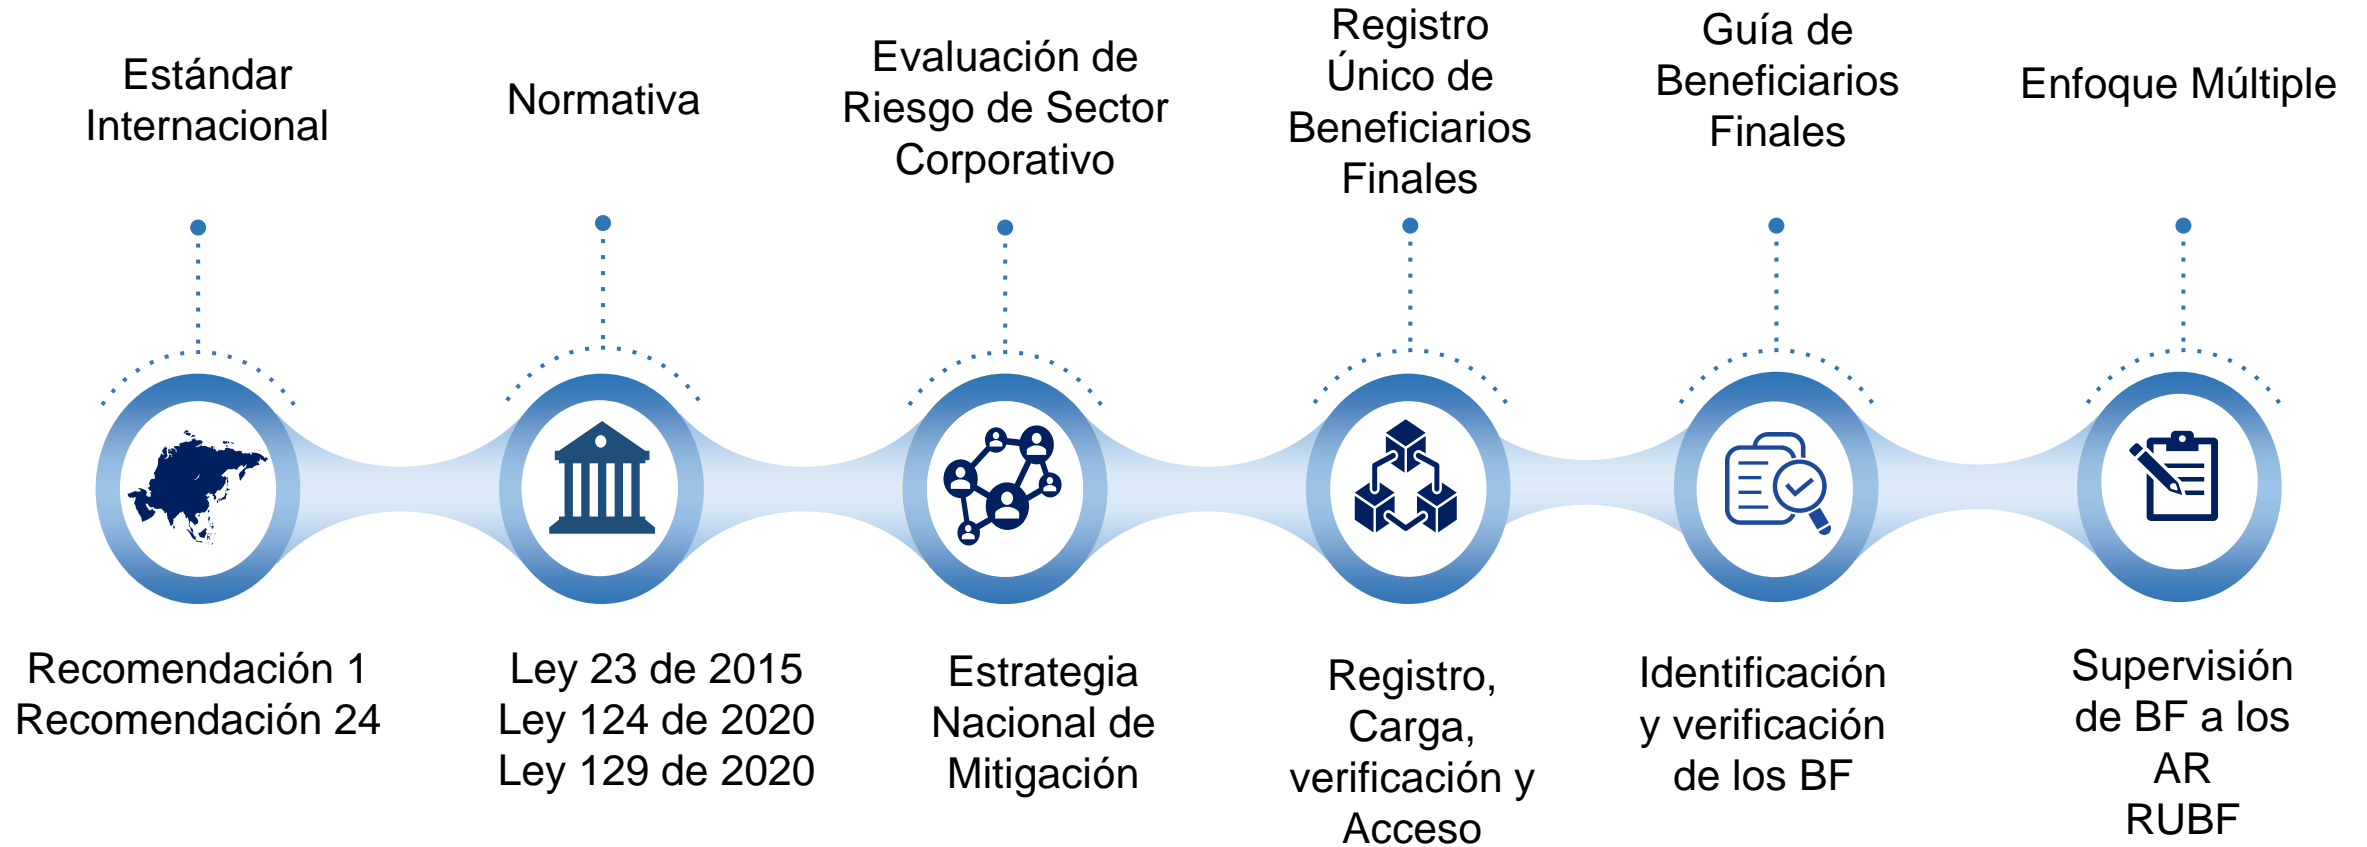 Estándar
Internacional
Normativa
Evaluación de
Riesgo de Sector
Corporativo
Registro
Único de
Beneficiarios
Finales
Guía de
Beneficiarios
Finales
Enfoque Múltiple
Recomendación 1
Recomendación 24
Ley 23 de 2015
Ley 124 de 2020
Ley 129 de 2020
Estrategia
Nacional de
Mitigación
Registro,
Carga,
verificación y
Acceso
Identificación
y verificación
de los BF
Supervisión
de BF a los
AR
RUBF